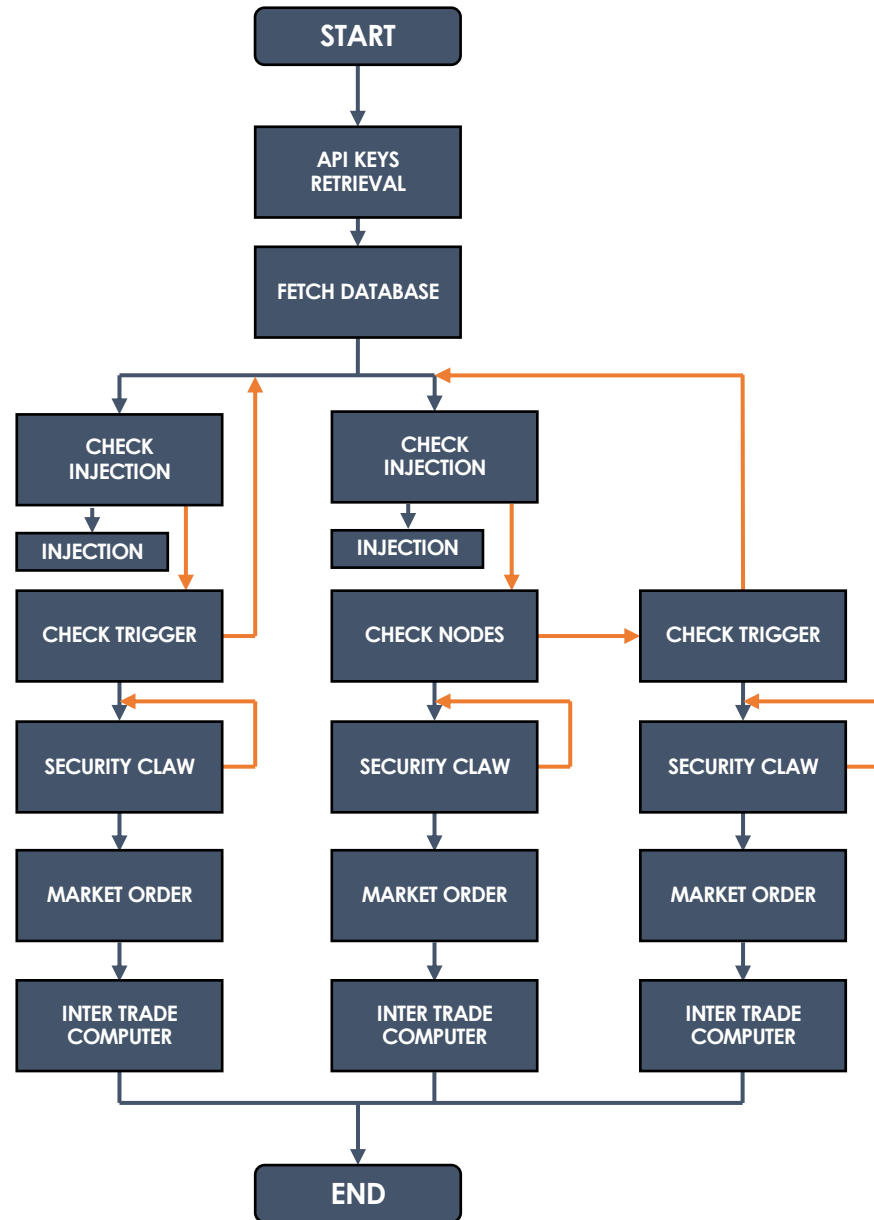 START
API KEYS
RETRIEVAL
FETCH DATABASE
CHECK
INJECTION
CHECK
INJECTION
INJECTION
INJECTION
CHECK TRIGGER
CHECK NODES
CHECK TRIGGER
SECURITY CLAW
SECURITY CLAW
SECURITY CLAW
MARKET ORDER
MARKET ORDER
MARKET ORDER
INTER TRADE
COMPUTER
INTER TRADE
COMPUTER
INTER TRADE
COMPUTER
END